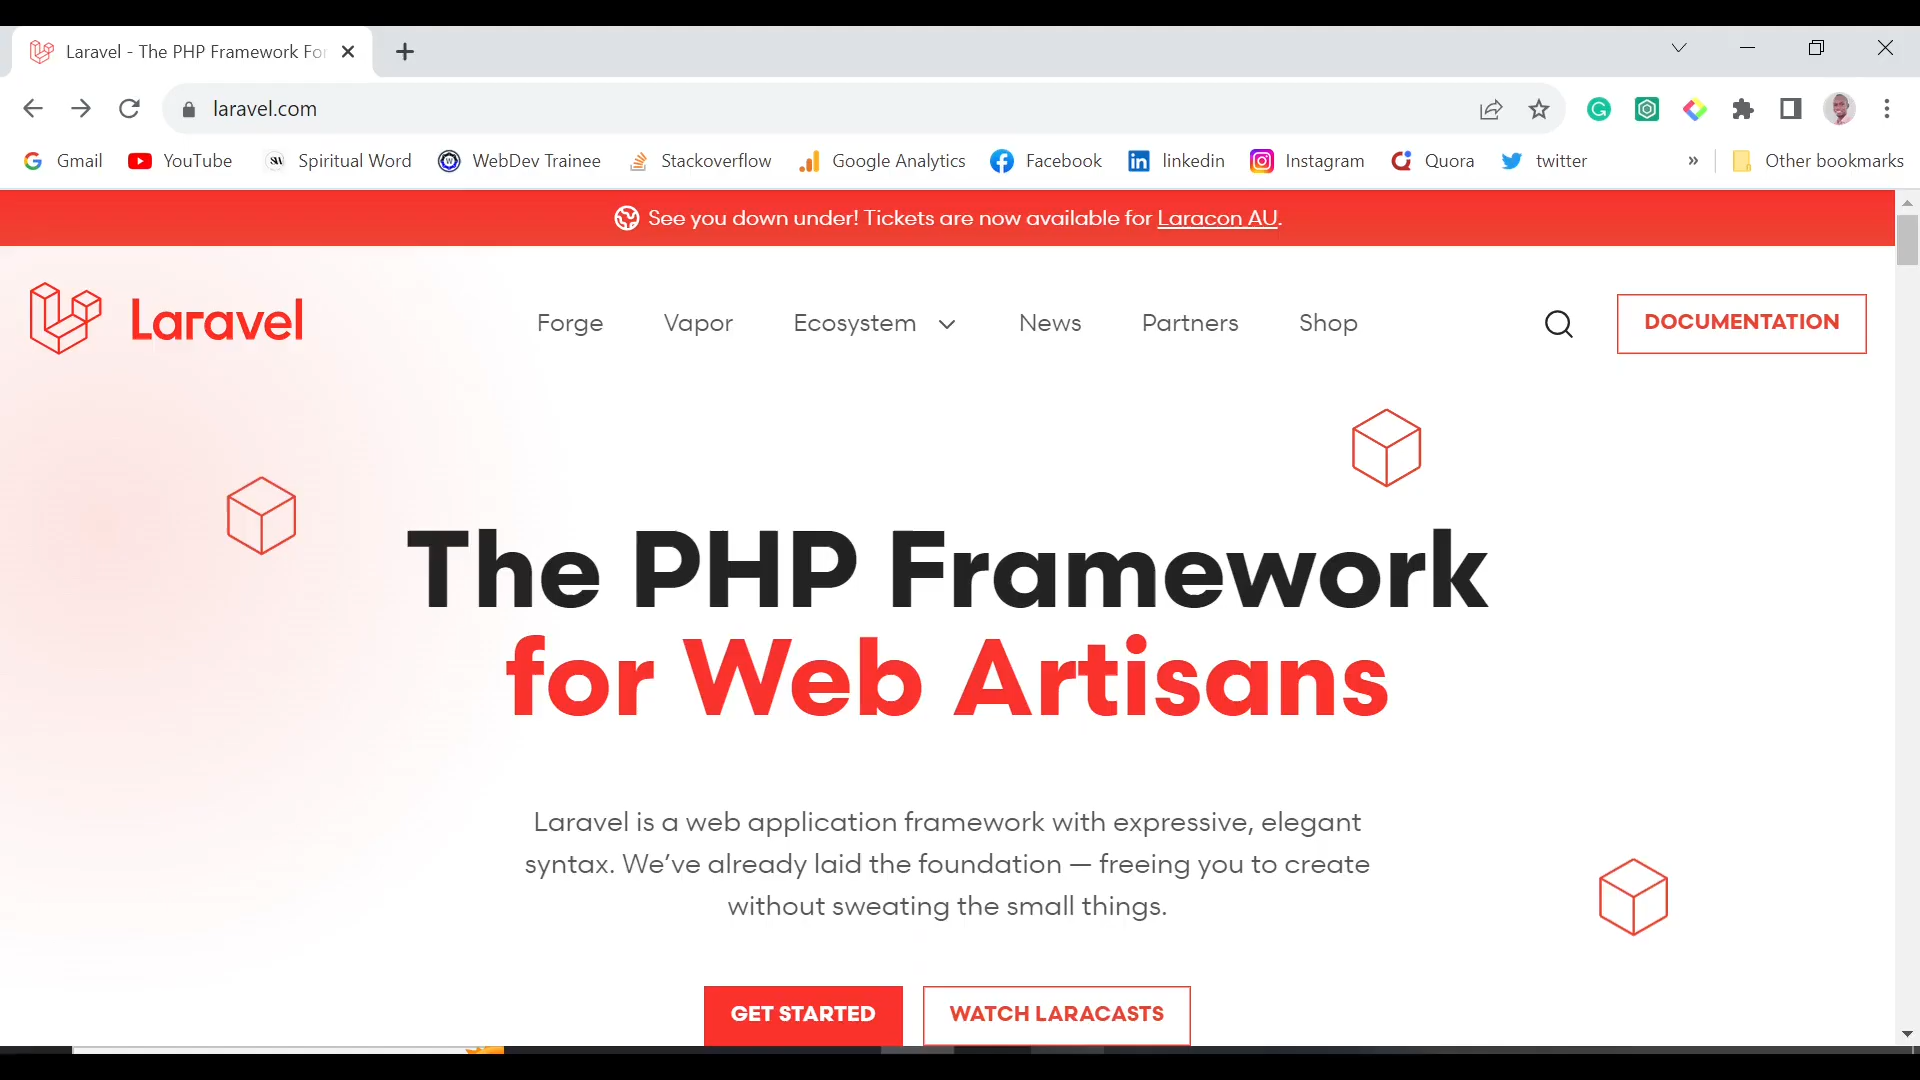 Laravel - The PHP Framework For
laravel.com
Gmail YouTube Spiritual Word WebDev Trainee Stackoverflow Google Analytics Facebook linkedin Instagram Quora twitter » Other bookmarks
See you down under! Tickets are now available for Laracon AU.
Laravel Forge Vapor Ecosystem News Partners Shop DOCUMENTATION
The PHP Framework
for Web Artisans
Laravel is a web application framework with expressive, elegant
syntax. We’ve already laid the foundation — freeing you to create
without sweating the small things.
GET STARTED WATCH LARACASTS